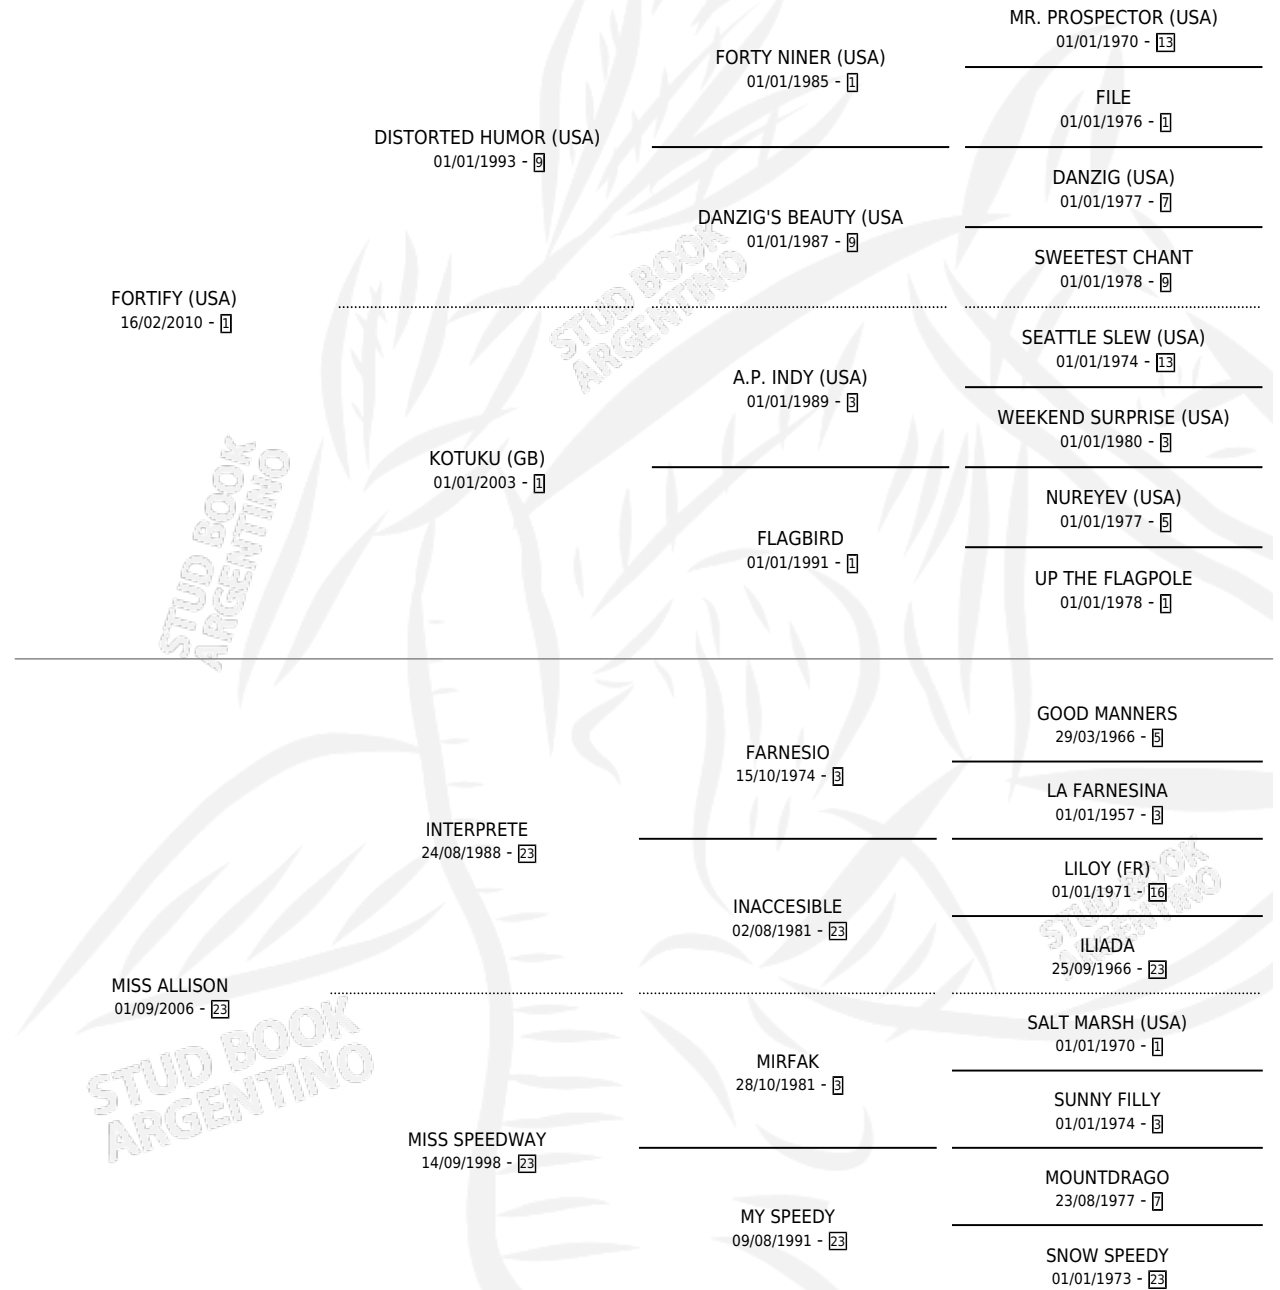 MR. PROSPECTOR (USA)
01/01/1970 - 13
FORTY NINER (USA)
01/01/1985 - 1
FILE
01/01/1976 - 1
DISTORTED HUMOR (USA)
01/01/1993 - 9
DANZIG (USA)
01/01/1977 - 7
DANZIG'S BEAUTY (USA
01/01/1987 - 9
SWEETEST CHANT
01/01/1978 - 9
FORTIFY (USA)
16/02/2010 - 1
STUD BOOK
ARGENTINO
SEATTLE SLEW (USA)
01/01/1974 - 13
A.P. INDY (USA)
01/01/1989 - 3
WEEKEND SURPRISE (USA)
01/01/1980 - 3
KOTUKU (GB)
01/01/2003 - 1
NUREYEV (USA)
01/01/1977 - 5
FLAGBIRD
01/01/1991 - 1
UP THE FLAGPOLE
01/01/1978 - 1
STUD BOOK
ARGENTINO
GOOD MANNERS
29/03/1966 - 5
FARNESIO
15/10/1974 - 3
LA FARNESINA
01/01/1957 - 3
INTERPRETE
24/08/1988 - 23
LILOY (FR)
01/01/1971 - 16
INACCESIBLE
02/08/1981 - 23
STUD BOOK
ARGENTINO
ILIADA
25/09/1966 - 23
MISS ALLISON
01/09/2006 - 23
STUD BOOK
ARGENTINO
SALT MARSH (USA)
01/01/1970 - 1
MIRFAK
28/10/1981 - 3
SUNNY FILLY
01/01/1974 - 3
MISS SPEEDWAY
14/09/1998 - 23
MOUNTDRAGO
23/08/1977 - 7
MY SPEEDY
09/08/1991 - 23
SNOW SPEEDY
01/01/1973 - 23